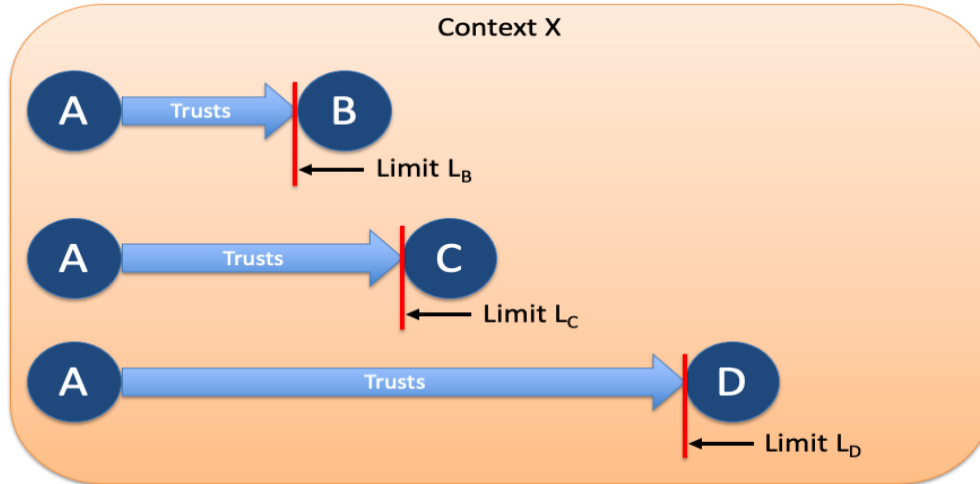 Context X
A Trusts B
Limit L_B
A Trusts C
Limit L_C
A Trusts D
Limit L_D